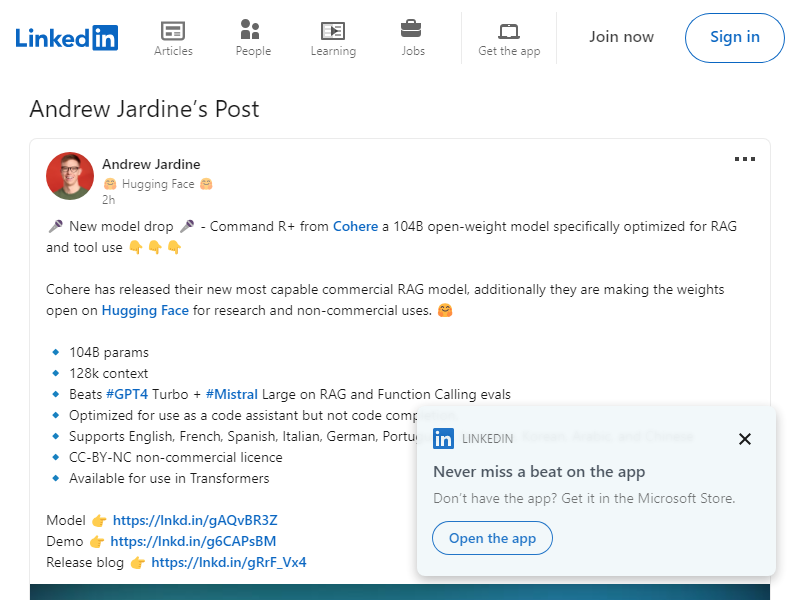 LinkedIn
Articles
People
Learning
Jobs
Get the app
Join now
Sign in
Andrew Jardine's Post
Andrew Jardine
🤗 Hugging Face 🤗
2h
🎤 New model drop 🎤 - Command R+ from Cohere a 104B open-weight model specifically optimized for RAG
and tool use 👇 👇 👇
Cohere has released their new most capable commercial RAG model, additionally they are making the weights
open on Hugging Face for research and non-commercial uses. 🤗
🔹 104B params
🔹 128k context
🔹 Beats #GPT4 Turbo + #Mistral Large on RAG and Function Calling evals
🔹 Optimized for use as a code assistant but not code
🔹 Supports English, French, Spanish, Italian, German,
🔹 CC-BY-NC non-commercial licence
🔹 Available for use in Transformers
Model 👉 https://lnkd.in/gAQvBR3Z
Demo 👉 https://lnkd.in/g6CAPsBM
Release blog 👉 https://lnkd.in/gRrF_Vx4
in LINKEDIN
Never miss a beat on the app
Don't have the app? Get it in the Microsoft Store.
Open the app